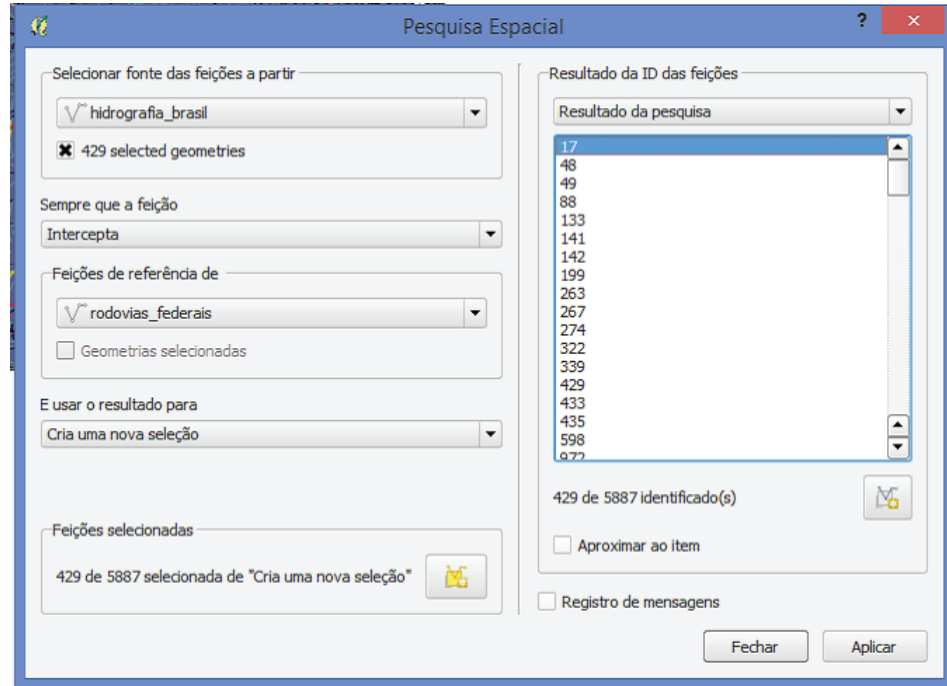 Pesquisa Espacial
?
×
Selecionar fonte das feições a partir
hidrografia_brasil
429 selected geometries
Sempre que a feição
Intercepta
Feições de referência de
rodovias_federais
Geometrias selecionadas
E usar o resultado para
Cria uma nova seleção
Feições selecionadas
429 de 5887 selecionada de "Cria uma nova seleção"
Resultado da ID das feições
Resultado da pesquisa
17
48
49
88
133
141
142
199
263
267
274
322
339
429
433
435
598
972
429 de 5887 identificado(s)
Aproximar ao item
Registro de mensagens
Fechar
Aplicar